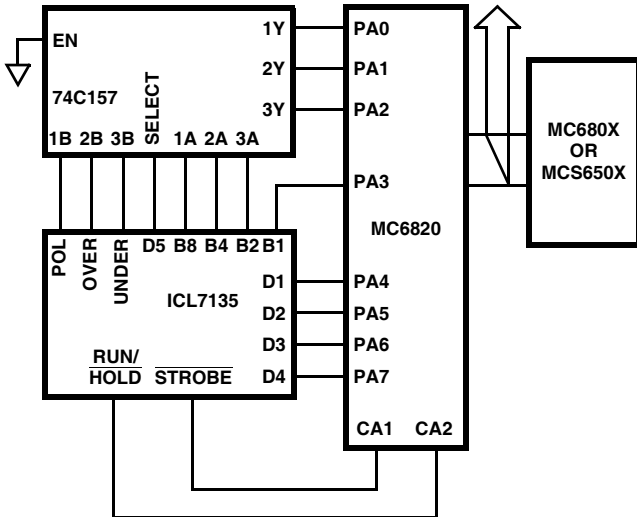 EN
74C157
1Y
2Y
3Y
SELECT
1B 2B 3B 1A 2A 3A
PA0
PA1
PA2
PA3
MC6820
PA4
PA5
PA6
PA7
CA1 CA2
MC680X
OR
MCS650X
POL
OVER
UNDER
D5 B8 B4 B2 B1
ICL7135
D1
D2
D3
D4
RUN/
HOLD STROBE